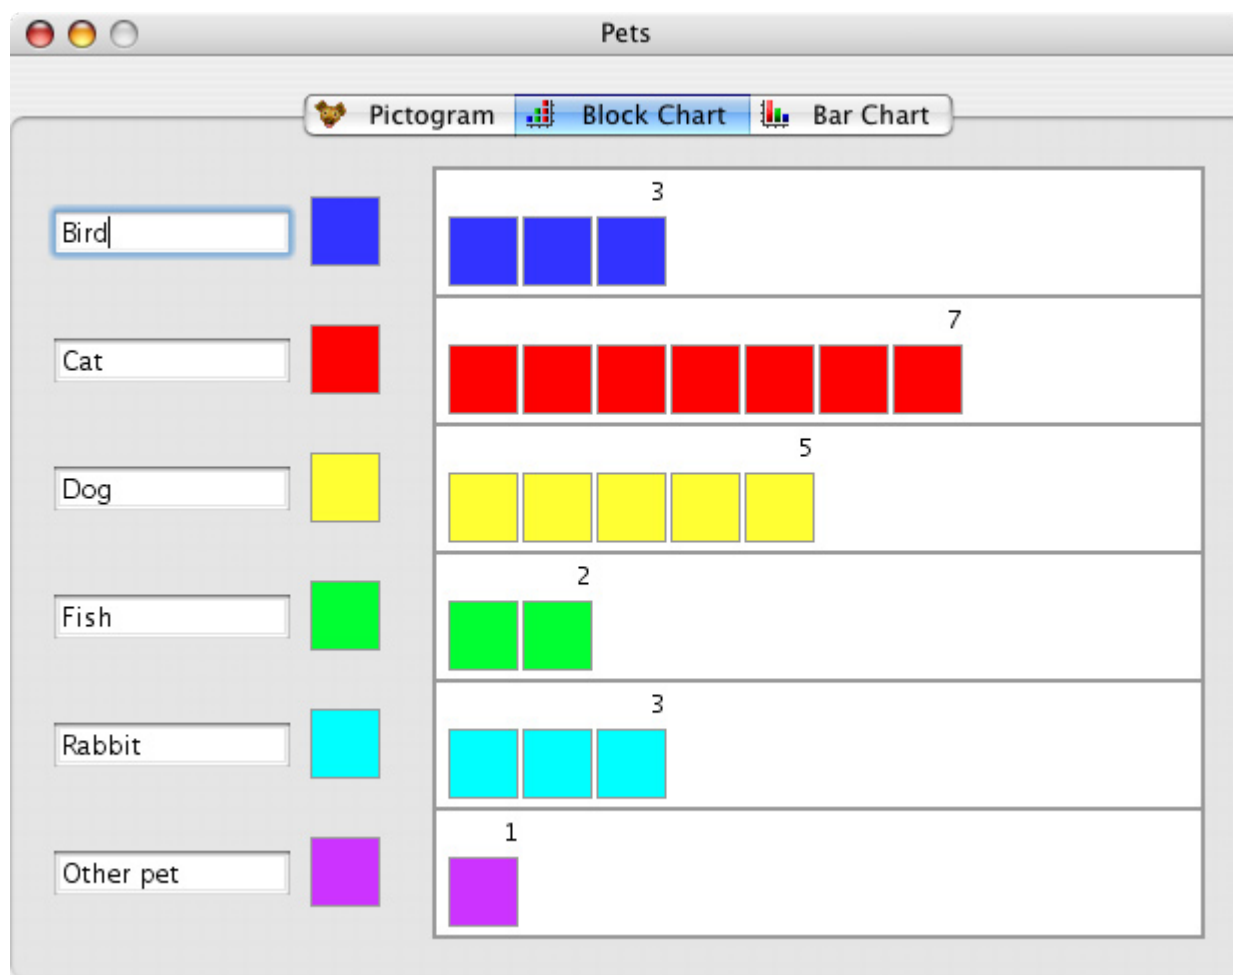 Pets
Pictogram Block Chart Bar Chart
3
Bird
7
Cat
5
Dog
2
Fish
3
Rabbit
1
Other pet